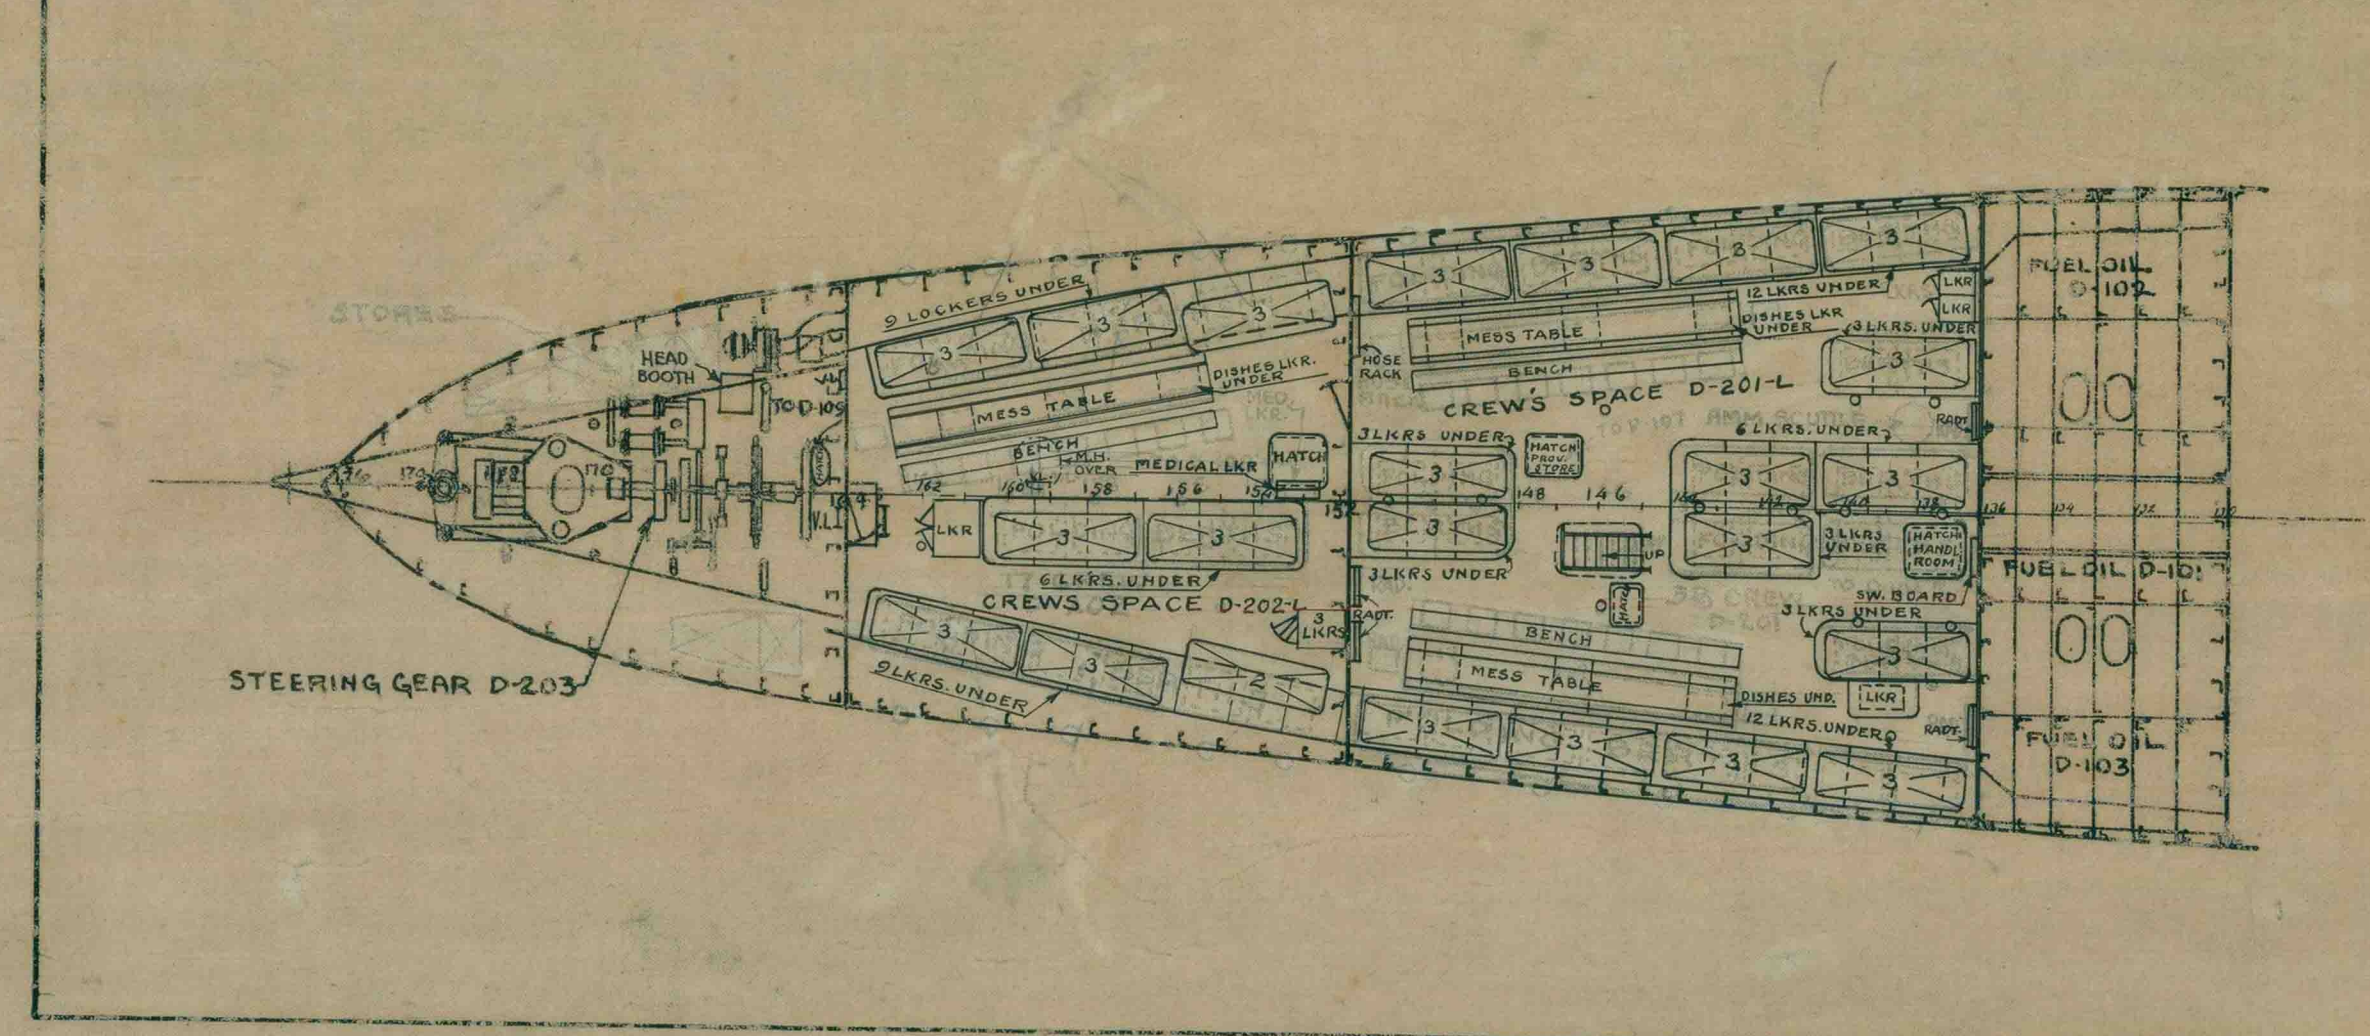 STORES
HEAD
BOOTH
V.L.
TO D-105
STEERING GEAR D-203
176
170
V.L.
164
9 LOCKERS UNDER
3
3
3
MESS TABLE
DISHES LKR.
UNDER
BENCH
M.H.
OVER
MEDICAL LKR
MED.
LKR.
HATCH
162
160
158
156
154
152
LKR
3
3
6 LKRS. UNDER
CREWS SPACE D-202-L
3
LKRS
RADT.
3
3
2
9 LKRS. UNDER
3
3
3
3
12 LKRS UNDER
LKR
LKR
MESS TABLE
DISHES LKR
UNDER
3 LKRS. UNDER
3
HOSE
RACK
BENCH
CREW'S SPACE D-201-L
RADT.
3 LKRS UNDER
3
3
3 LKRS UNDER
HATCH
PROV.
STORE
6 LKRS. UNDER
3
3
148
146
142
140
138
136
134
132
130
3
3 LKRS
UNDER
HATCH
HANDL
ROOM
UP
HATCH
SW. BOARD
3 LKRS UNDER
3
BENCH
MESS TABLE
DISHES UND.
LKR
12 LKRS. UNDER
RADT.
3
3
3
3
FUEL OIL
D-102
FUEL OIL D-101
FUEL OIL
D-103